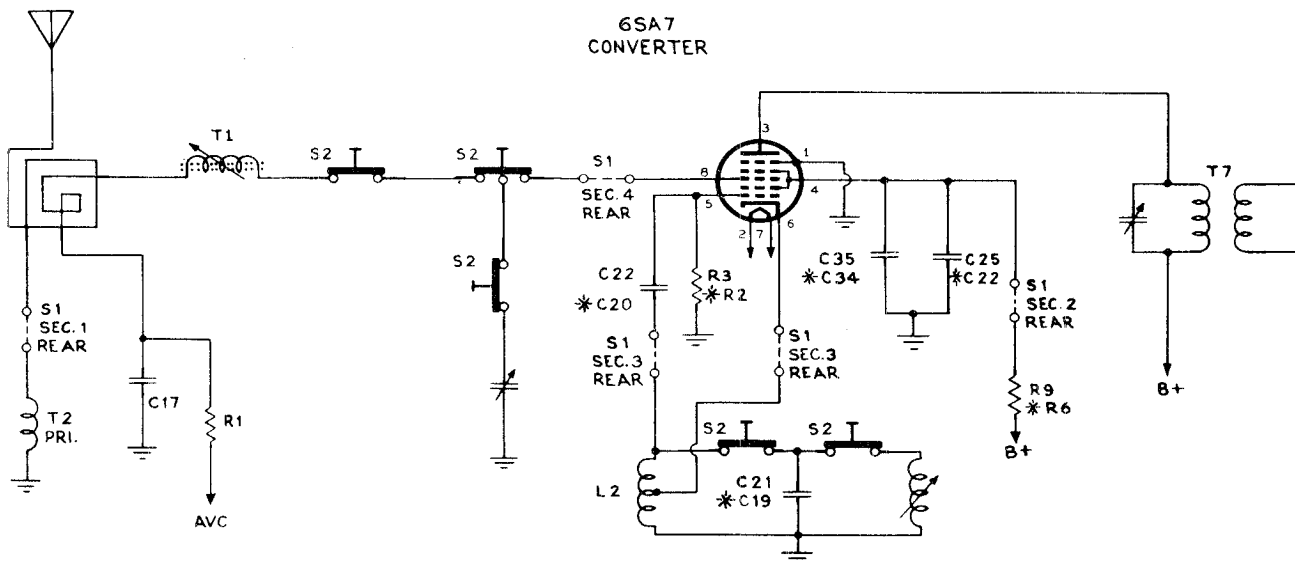 6SA7
CONVERTER
T1
S2
S2
S1
SEC.4
REAR
3
1
8
4
5
2
7
6
T7
S2
C22
※C20
R3
※R2
C35
※C34
C25
※C22
S1
SEC.1
REAR
S1
SEC.3
REAR
S1
SEC.3
REAR
S1
SEC.2
REAR
C17
R1
T2
PRI.
R9
※R6
B+
B+
S2
S2
L2
C21
※C19
AVC